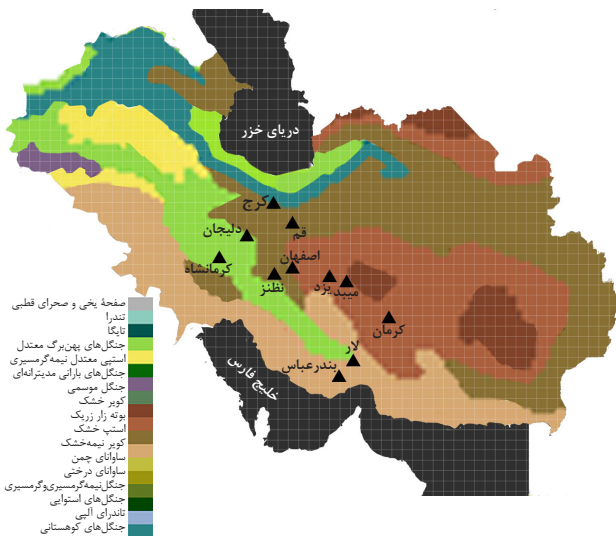 دریای خزر
کرج
قم
دلیجان
اصفهان
کرمانشاه
نطنز
یزد
میبد
کرمان
لار
بندرعباس
خلیج فارس
صفحهٔ یخی و صحرای قطبی
تندرا
تایگا
جنگل‌های پهن‌برگ معتدل
استپی معتدل نیمه‌گرمسیری
جنگل‌های بارانی مدیترانه‌ای
جنگل موسمی
کویر خشک
بوته زار زریک
استپ خشک
کویر نیمه‌خشک
ساوانای چمن
ساوانای درختی
جنگل‌نیمه‌گرمسیری‌وگرمسیری
جنگل‌های استوایی
تاندرای آلپی
جنگل‌های کوهستانی